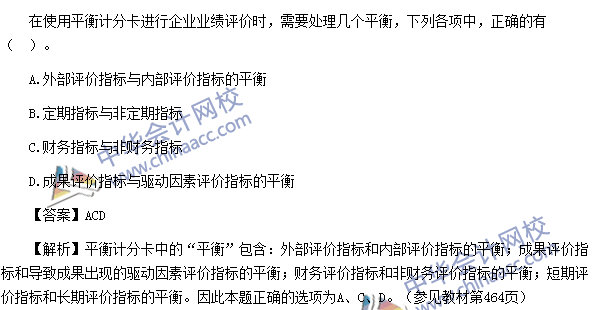 在使用平衡计分卡进行企业业绩评价时，需要处理几个平衡，下列各项中，正确的有
（　）。
A.外部评价指标与内部评价指标的平衡
B.定期指标与非定期指标
C.财务指标与非财务指标
D.成果评价指标与驱动因素评价指标的平衡
【答案】ACD
【解析】平衡计分卡中的“平衡”包含：外部评价指标和内部评价指标的平衡；成果评价指
标和导致成果出现的驱动因素评价指标的平衡；财务评价指标和非财务评价指标的平衡；短期评
价指标和长期评价指标的平衡。因此本题正确的选项为A、C、D。（参见教材第464页）
中华会计网校
www.chinaacc.com
中华会计网校
www.chinaacc.com